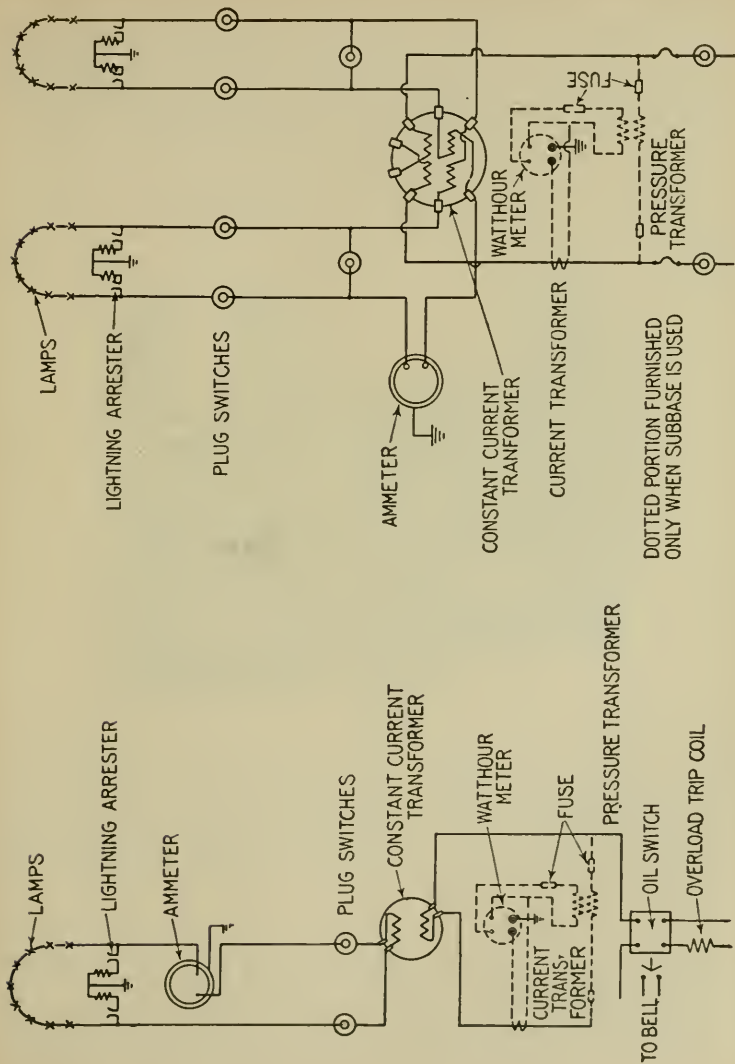 LAMPS
LIGHTNING ARRESTER
PLUG SWITCHES
AMMETER
CONSTANT CURRENT
TRANFORMER
CURRENT TRANSFORMER
WATTHOUR
METER
FUSE
PRESSURE
TRANSFORMER
DOTTED PORTION FURNISHED
ONLY WHEN SUBBASE IS USED
LAMPS
LIGHTNING ARRESTER
AMMETER
PLUG SWITCHES
CONSTANT CURRENT
TRANSFORMER
WATTHOUR
METER
FUSE
CURRENT
TRANS-
FORMER
PRESSURE TRANSFORMER
OIL SWITCH
TO BELL
OVERLOAD TRIP COIL